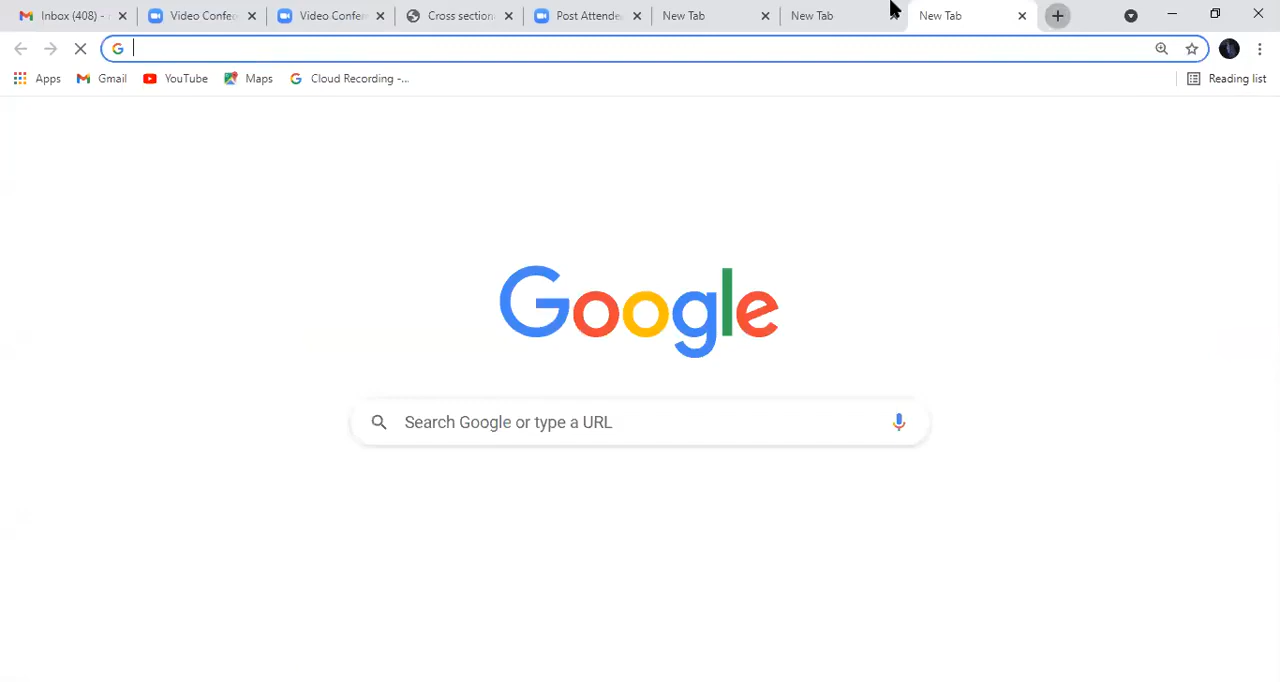 Inbox (408) - Video Confe Video Confe Cross section Post Attende New Tab New Tab New Tab
Apps Gmail YouTube Maps Cloud Recording -... Reading list
Google
Search Google or type a URL